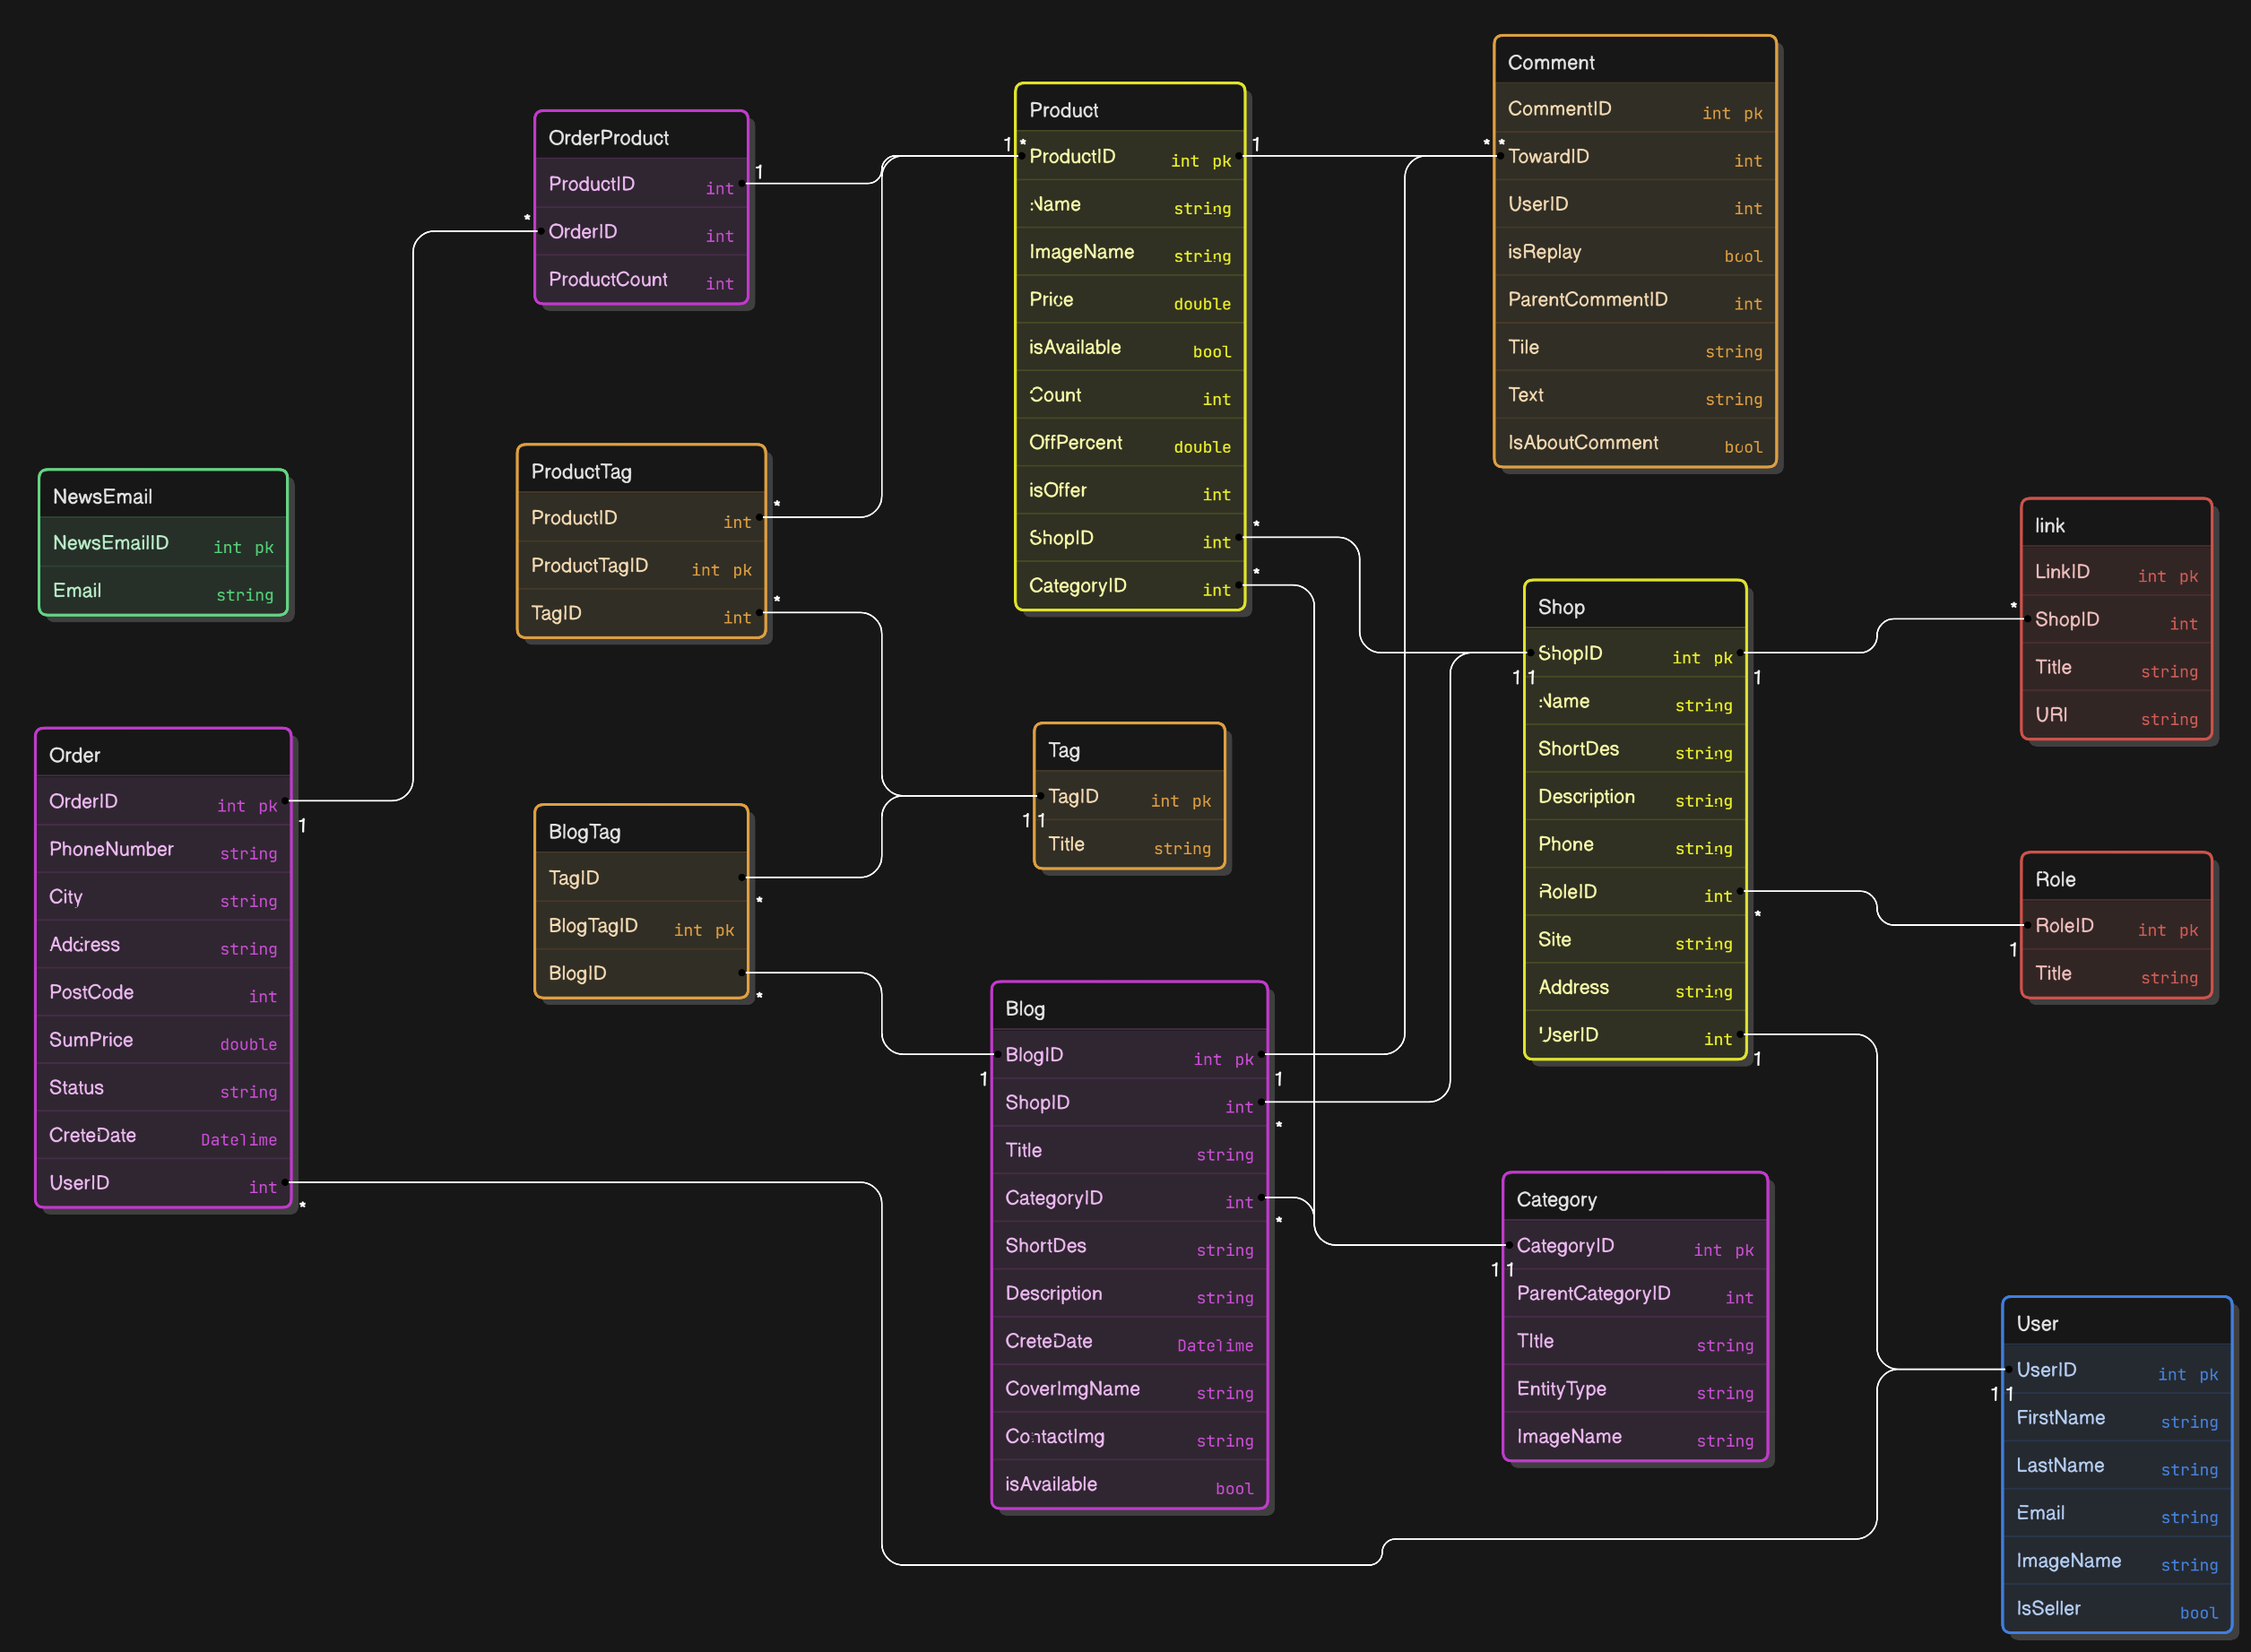 Comment
CommentID int pk
TowardID int
UserID int
isReplay bool
ParentCommentID int
Tile string
Text string
IsAboutComment bool
Product
ProductID int pk
Name string
ImageName string
Price double
isAvailable bool
Count int
OffPercent double
isOffer int
ShopID int
CategoryID int
OrderProduct
ProductID int
OrderID int
ProductCount int
ProductTag
ProductID int
ProductTagID int pk
TagID int
NewsEmail
NewsEmailID int pk
Email string
link
LinkID int pk
ShopID int
Title string
URl string
Shop
ShopID int pk
Name string
ShortDes string
Description string
Phone string
RoleID int
Site string
Address string
UserID int
Tag
TagID int pk
Title string
Order
OrderID int pk
PhoneNumber string
City string
Address string
PostCode int
SumPrice double
Status string
CreteDate Datelime
UserID int
BlogTag
TagID
BlogTagID int pk
BlogID
Role
RoleID int pk
Title string
Blog
BlogID int pk
ShopID int
Title string
CategoryID int
ShortDes string
Description string
CreteDate Datelime
CoverImgName string
ContactImg string
isAvailable bool
Category
CategoryID int pk
ParentCategoryID int
TItle string
EntityType string
ImageName string
User
UserID int pk
FirstName string
LastName string
Email string
ImageName string
IsSeller bool
1
*
1
*
1
*
*
*
*
*
*
1 1
1
*
1
1 1
*
*
*
1
1
1
1
*
*
1 1
1 1
*